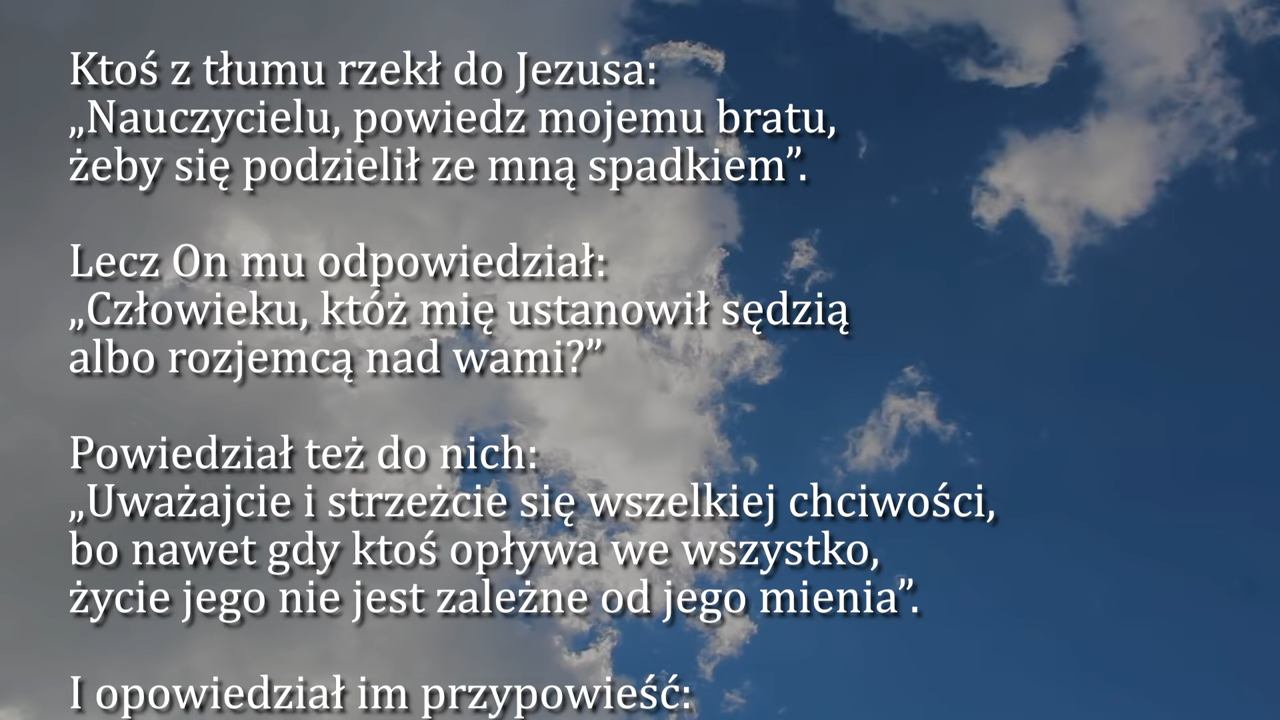 Ktoś z tłumu rzekł do Jezusa:
„Nauczycielu, powiedz mojemu bratu,
żeby się podzielił ze mną spadkiem”.
Lecz On mu odpowiedział:
„Człowieku, któż mię ustanowił sędzią
albo rozjemcą nad wami?”
Powiedział też do nich:
„Uważajcie i strzeżcie się wszelkiej chciwości,
bo nawet gdy ktoś opływa we wszystko,
życie jego nie jest zależne od jego mienia”.
I opowiedział im przypowieść: